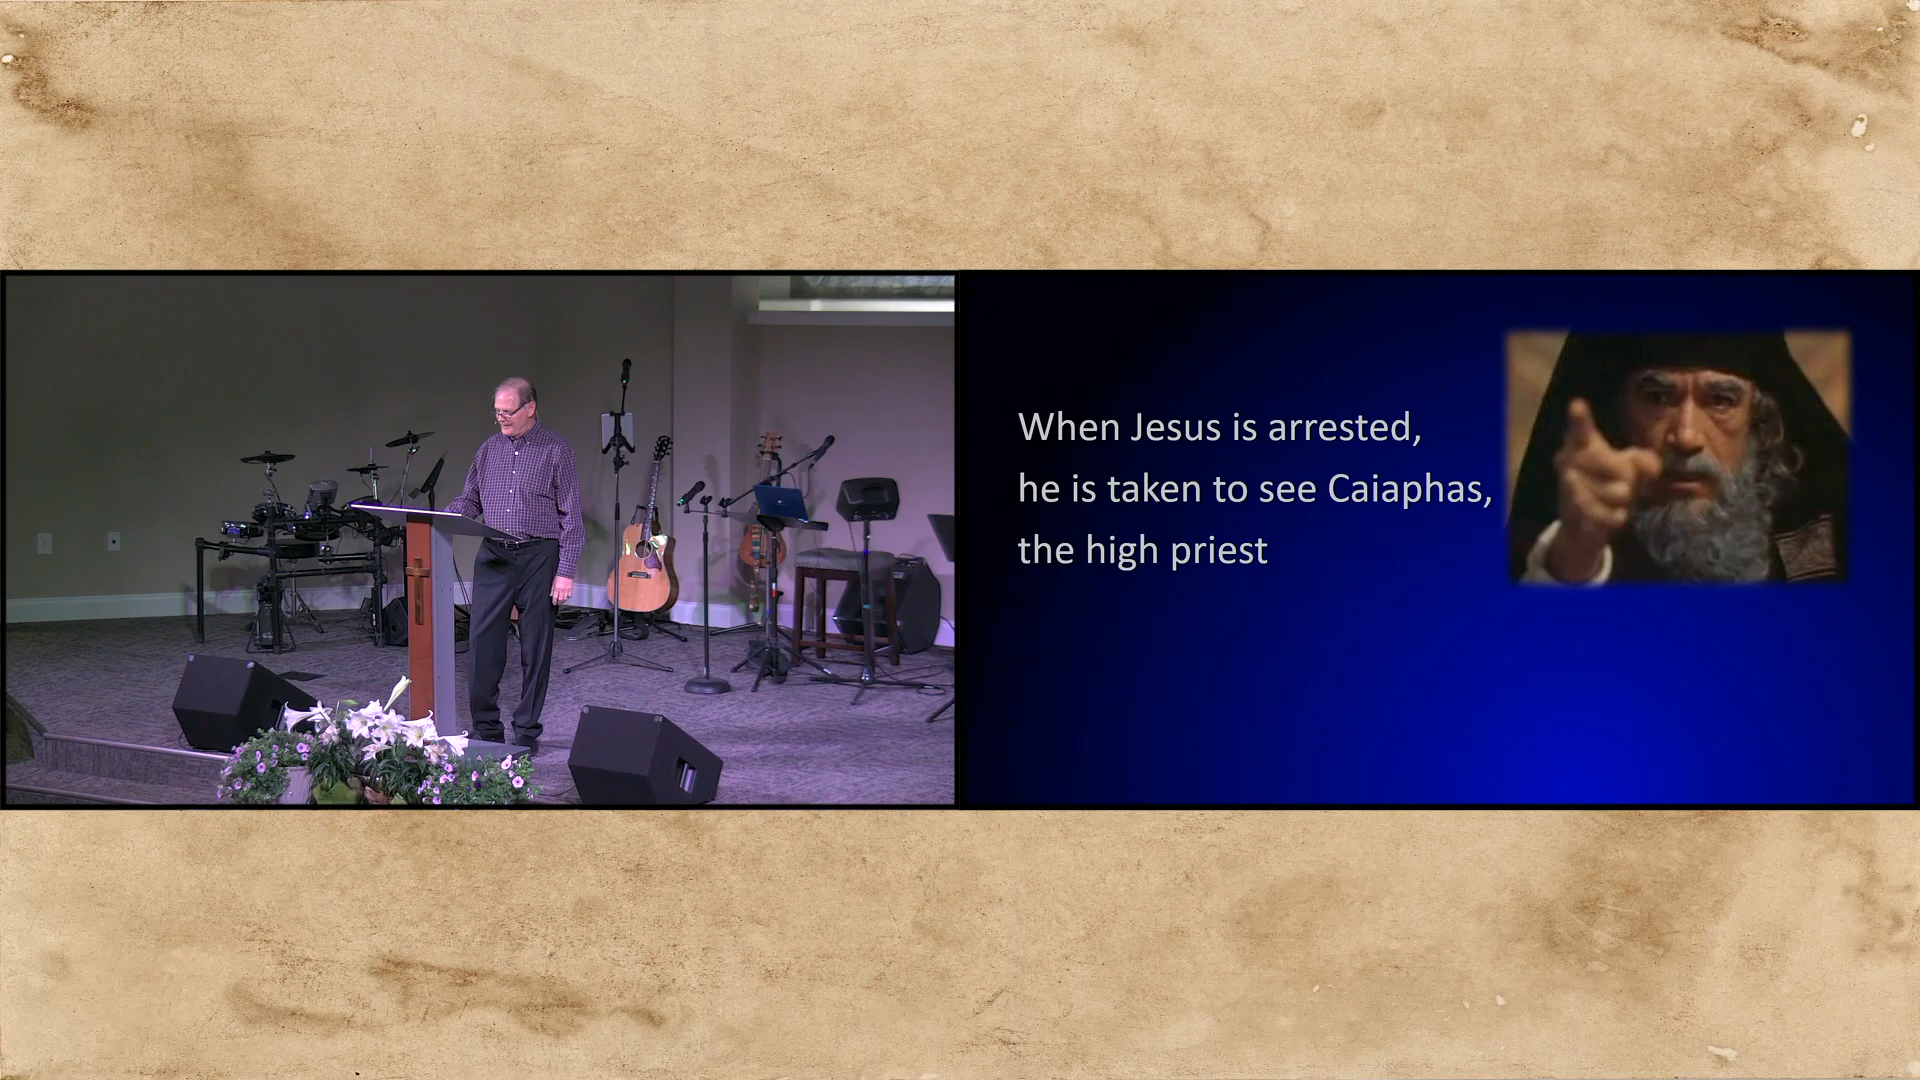 When Jesus is arrested,
he is taken to see Caiaphas,
the high priest